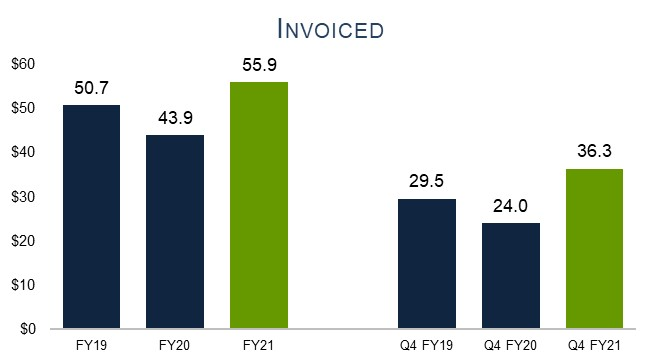 INVOICED
$60
$50
$40
$30
$20
$10
$0
50.7
43.9
55.9
29.5
24.0
36.3
FY19
FY20
FY21
Q4 FY19
Q4 FY20
Q4 FY21